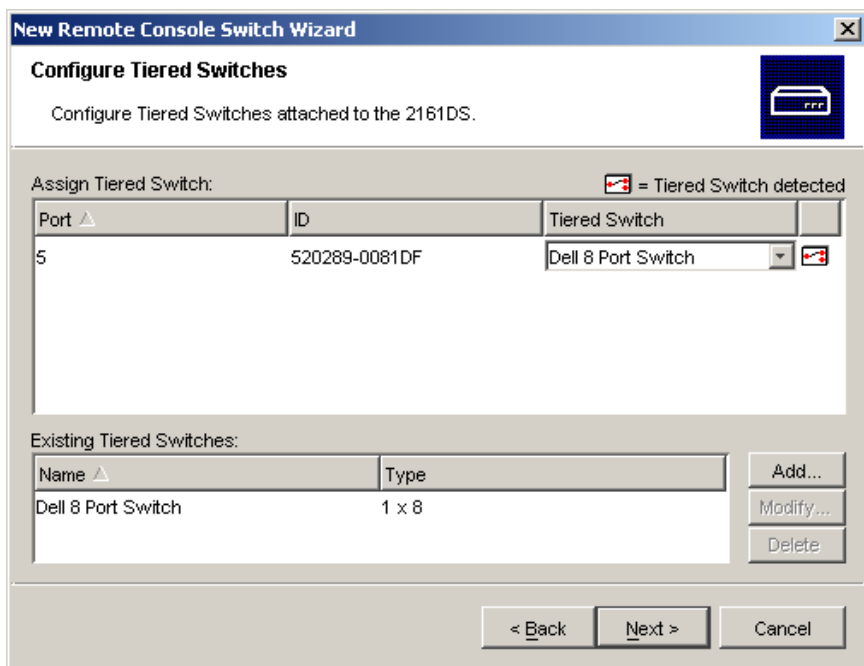 New Remote Console Switch Wizard
Configure Tiered Switches
Configure Tiered Switches attached to the 2161DS.
Assign Tiered Switch:
= Tiered Switch detected
Port ID Tiered Switch
5 520289-0081DF Dell 8 Port Switch
Existing Tiered Switches:
Name Type
Dell 8 Port Switch 1 x 8
Add...
Modify...
Delete
< Back Next > Cancel